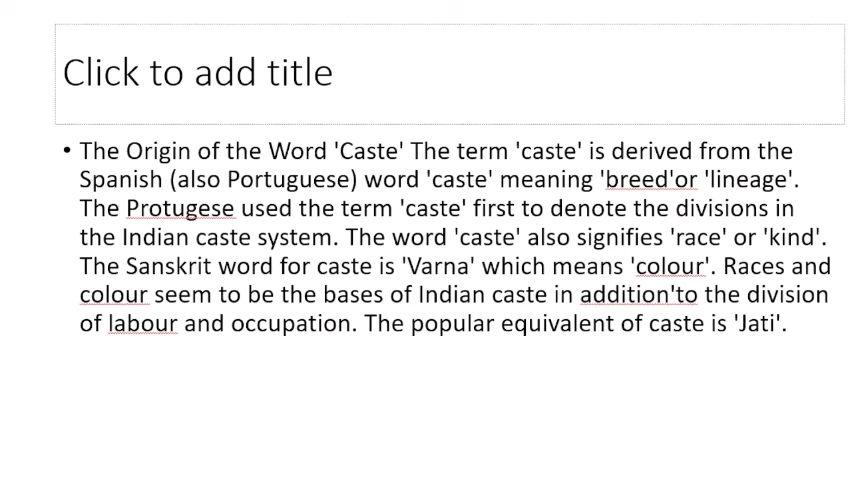 Click to add title
• The Origin of the Word 'Caste' The term 'caste' is derived from the
Spanish (also Portuguese) word 'caste' meaning 'breed'or 'lineage'.
The Protugese used the term 'caste' first to denote the divisions in
the Indian caste system. The word 'caste' also signifies 'race' or 'kind'.
The Sanskrit word for caste is 'Varna' which means 'colour'. Races and
colour seem to be the bases of Indian caste in addition'to the division
of labour and occupation. The popular equivalent of caste is 'Jati'.